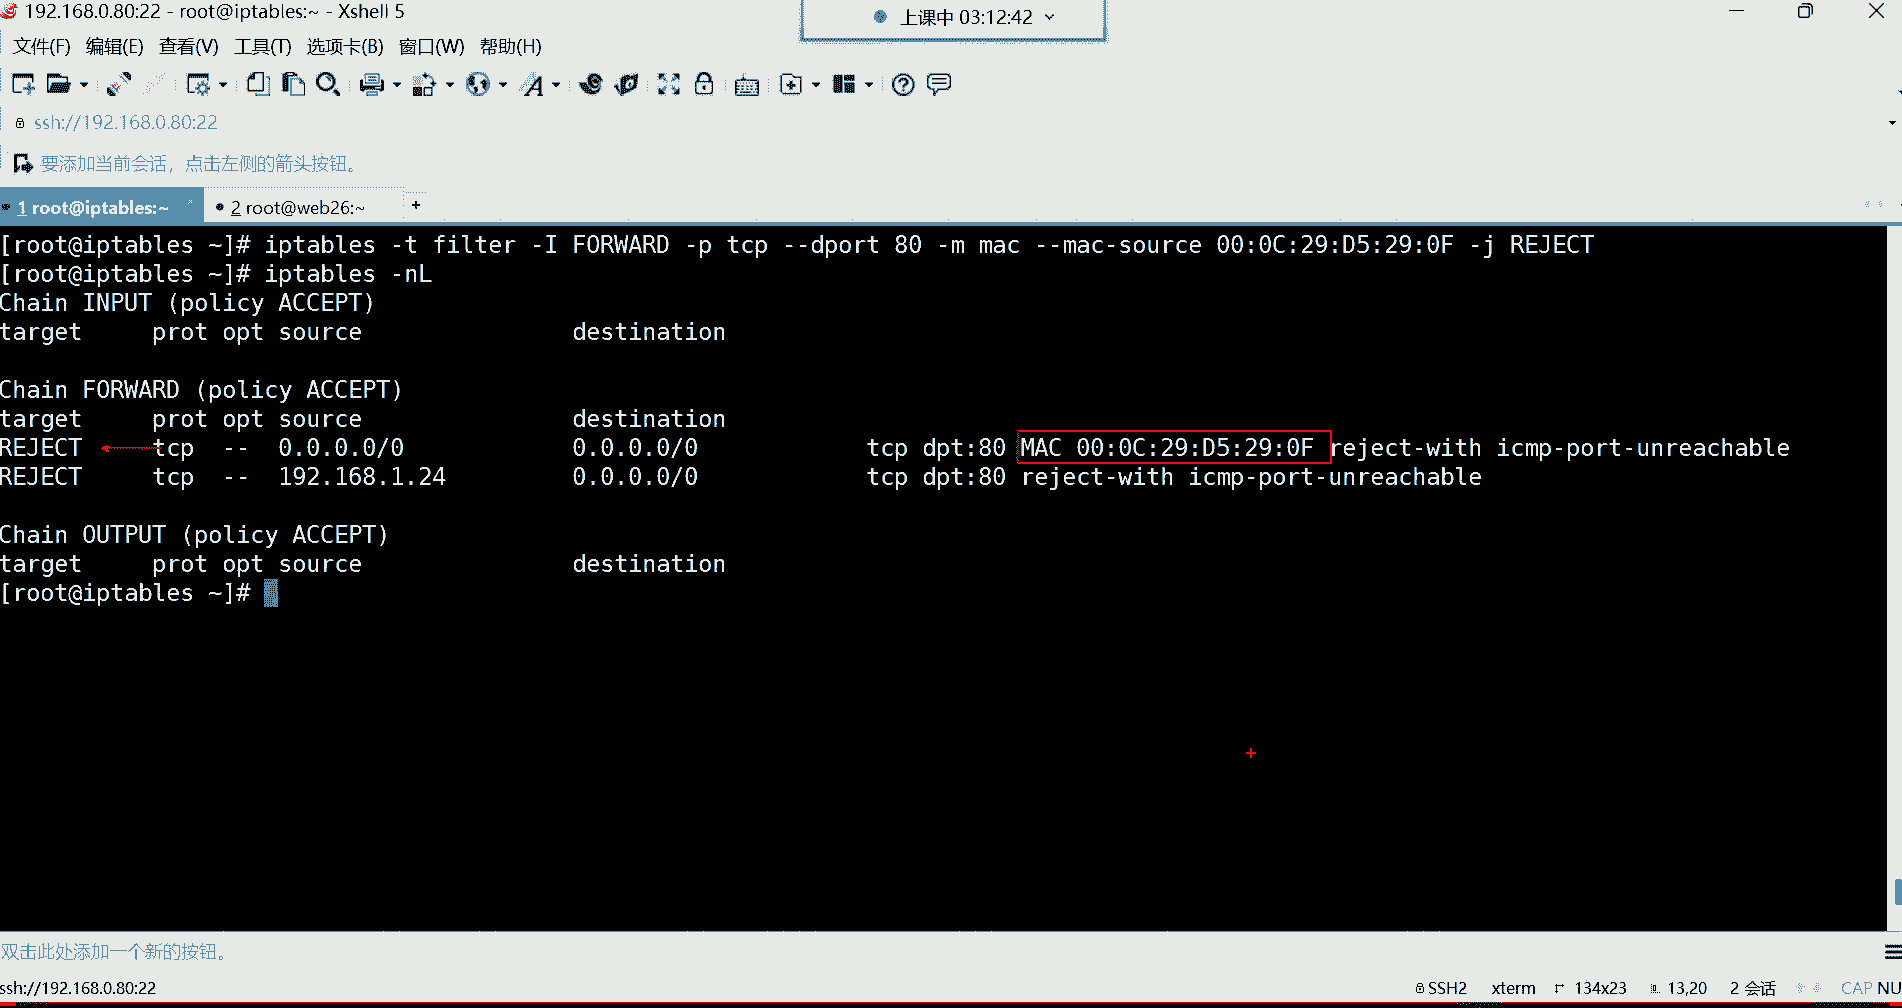 192.168.0.80:22 - root@iptables:~ - Xshell 5
上课中 03:12:42
文件(F) 编辑(E) 查看(V) 工具(T) 选项卡(B) 窗口(W) 帮助(H)
ssh://192.168.0.80:22
要添加当前会话，点击左侧的箭头按钮。
1 root@iptables:~ 2 root@web26:~ +
[root@iptables ~]# iptables -t filter -I FORWARD -p tcp --dport 80 -m mac --mac-source 00:0C:29:D5:29:0F -j REJECT
[root@iptables ~]# iptables -nL
Chain INPUT (policy ACCEPT)
target     prot opt source               destination
Chain FORWARD (policy ACCEPT)
target     prot opt source               destination
REJECT     tcp  --  0.0.0.0/0            0.0.0.0/0            tcp dpt:80 MAC 00:0C:29:D5:29:0F reject-with icmp-port-unreachable
REJECT     tcp  --  192.168.1.24         0.0.0.0/0            tcp dpt:80 reject-with icmp-port-unreachable
Chain OUTPUT (policy ACCEPT)
target     prot opt source               destination
[root@iptables ~]#
双击此处添加一个新的按钮。
ssh://192.168.0.80:22 SSH2 xterm 134x23 13,20 2 会话 CAP NU